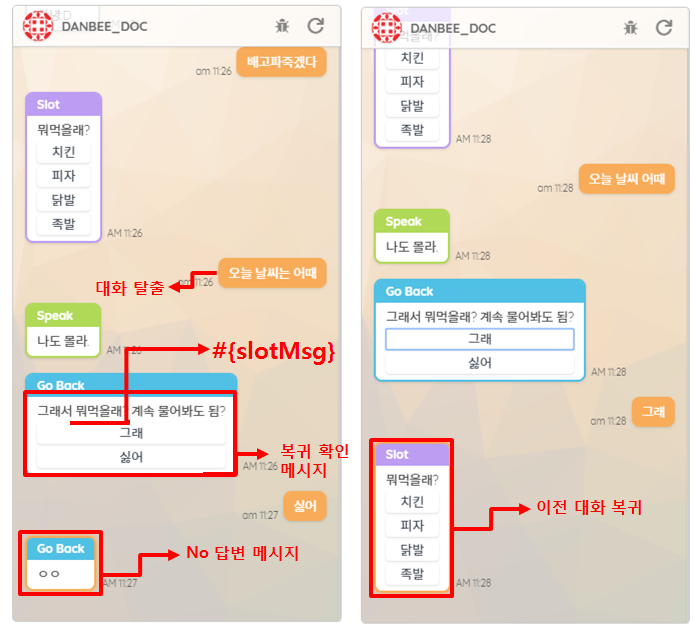 DANBEE_DOC
배고파죽겠다
am 11:26
Slot
뭐먹을래?
치킨
피자
닭발
족발
AM 11:26
오늘 날씨는 어때
am 11:26
대화 탈출
Speak
나도 몰라.
AM 11:26
#{slotMsg}
Go Back
그래서 뭐먹을래? 계속 물어봐도 됨?
그래
싫어
AM 11:26
복귀 확인
메시지
싫어
am 11:27
Go Back
ㅇㅇ
AM 11:27
No 답변 메시지
Slot
DANBEE_DOC
치킨
피자
닭발
족발
AM 11:28
오늘 날씨 어때
am 11:28
Speak
나도 몰라.
AM 11:28
Go Back
그래서 뭐먹을래? 계속 물어봐도 됨?
그래
싫어
AM 11:28
그래
am 11:28
Slot
뭐먹을래?
치킨
피자
닭발
족발
AM 11:28
이전 대화 복귀